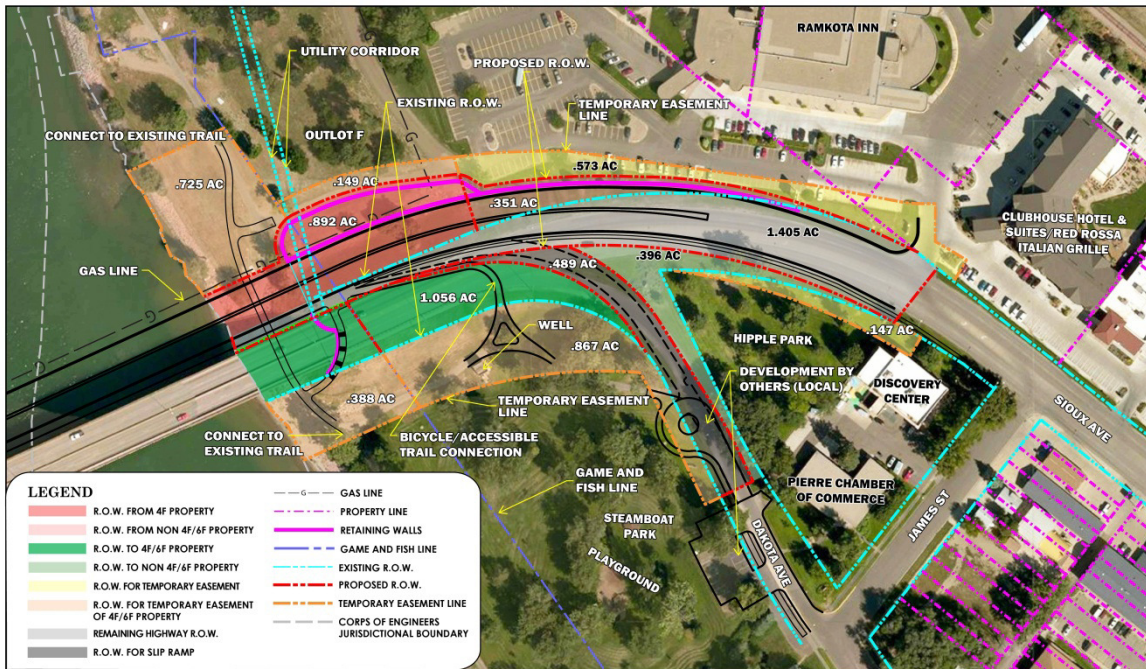 RAMKOTA INN
UTILITY CORRIDOR
PROPOSED R.O.W.
EXISTING R.O.W.
TEMPORARY EASEMENT
LINE
CONNECT TO EXISTING TRAIL
OUTLOT F
.725 AC
.149 AC
.573 AC
.892 AC
.351 AC
1.405 AC
CLUBHOUSE HOTEL &
SUITES/RED ROSSA
ITALIAN GRILLE
GAS LINE
G
G
G
.489 AC
.396 AC
1.056 AC
WELL
.867 AC
HIPPLE PARK
.147 AC
DEVELOPMENT BY
OTHERS (LOCAL)
DISCOVERY
CENTER
SIOUX AVE
.388 AC
TEMPORARY EASEMENT
LINE
CONNECT TO
EXISTING TRAIL
BICYCLE/ACCESSIBLE
TRAIL CONNECTION
GAME AND
FISH LINE
PIERRE CHAMBER
OF COMMERCE
STEAMBOAT
PARK
PLAYGROUND
DAKOTA AVE
JAMES ST
LEGEND
R.O.W. FROM 4F PROPERTY
R.O.W. FROM NON 4F/6F PROPERTY
R.O.W. TO 4F/6F PROPERTY
R.O.W. TO NON 4F/6F PROPERTY
R.O.W. FOR TEMPORARY EASEMENT
R.O.W. FOR TEMPORARY EASEMENT
OF 4F/6F PROPERTY
REMAINING HIGHWAY R.O.W.
R.O.W. FOR SLIP RAMP
G
GAS LINE
PROPERTY LINE
RETAINING WALLS
GAME AND FISH LINE
EXISTING R.O.W.
PROPOSED R.O.W.
TEMPORARY EASEMENT LINE
CORPS OF ENGINEERS
JURISDICTIONAL BOUNDARY